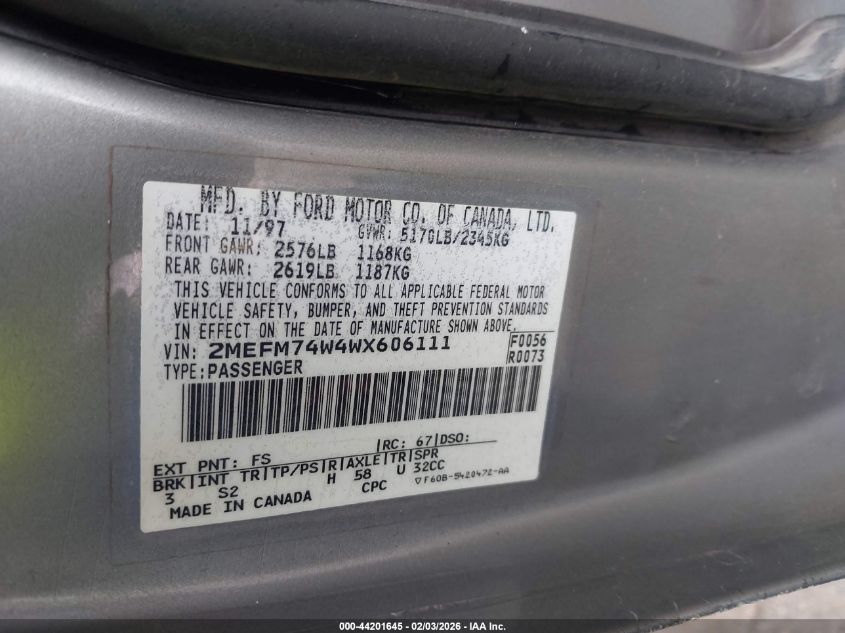 MFD. BY FORD MOTOR CO. OF CANADA, LTD.
DATE: 11/97 GVWR: 5170LB/2345KG
FRONT GAWR: 2576LB 1168KG
REAR GAWR: 2619LB 1187KG
THIS VEHICLE CONFORMS TO ALL APPLICABLE FEDERAL MOTOR
VEHICLE SAFETY, BUMPER, AND THEFT PREVENTION STANDARDS
IN EFFECT ON THE DATE OF MANUFACTURE SHOWN ABOVE.
VIN: 2MEFM74W4WX606111 F0056
TYPE: PASSENGER R0073
EXT PNT: FS RC: 67 DSO:
BRK INT TR TP/PS R AXLE TR SPR
3 S2 H 58 U 32CC
MADE IN CANADA CPC F60B-5420472-AA
000-44201645 - 02/03/2026 - IAA Inc.